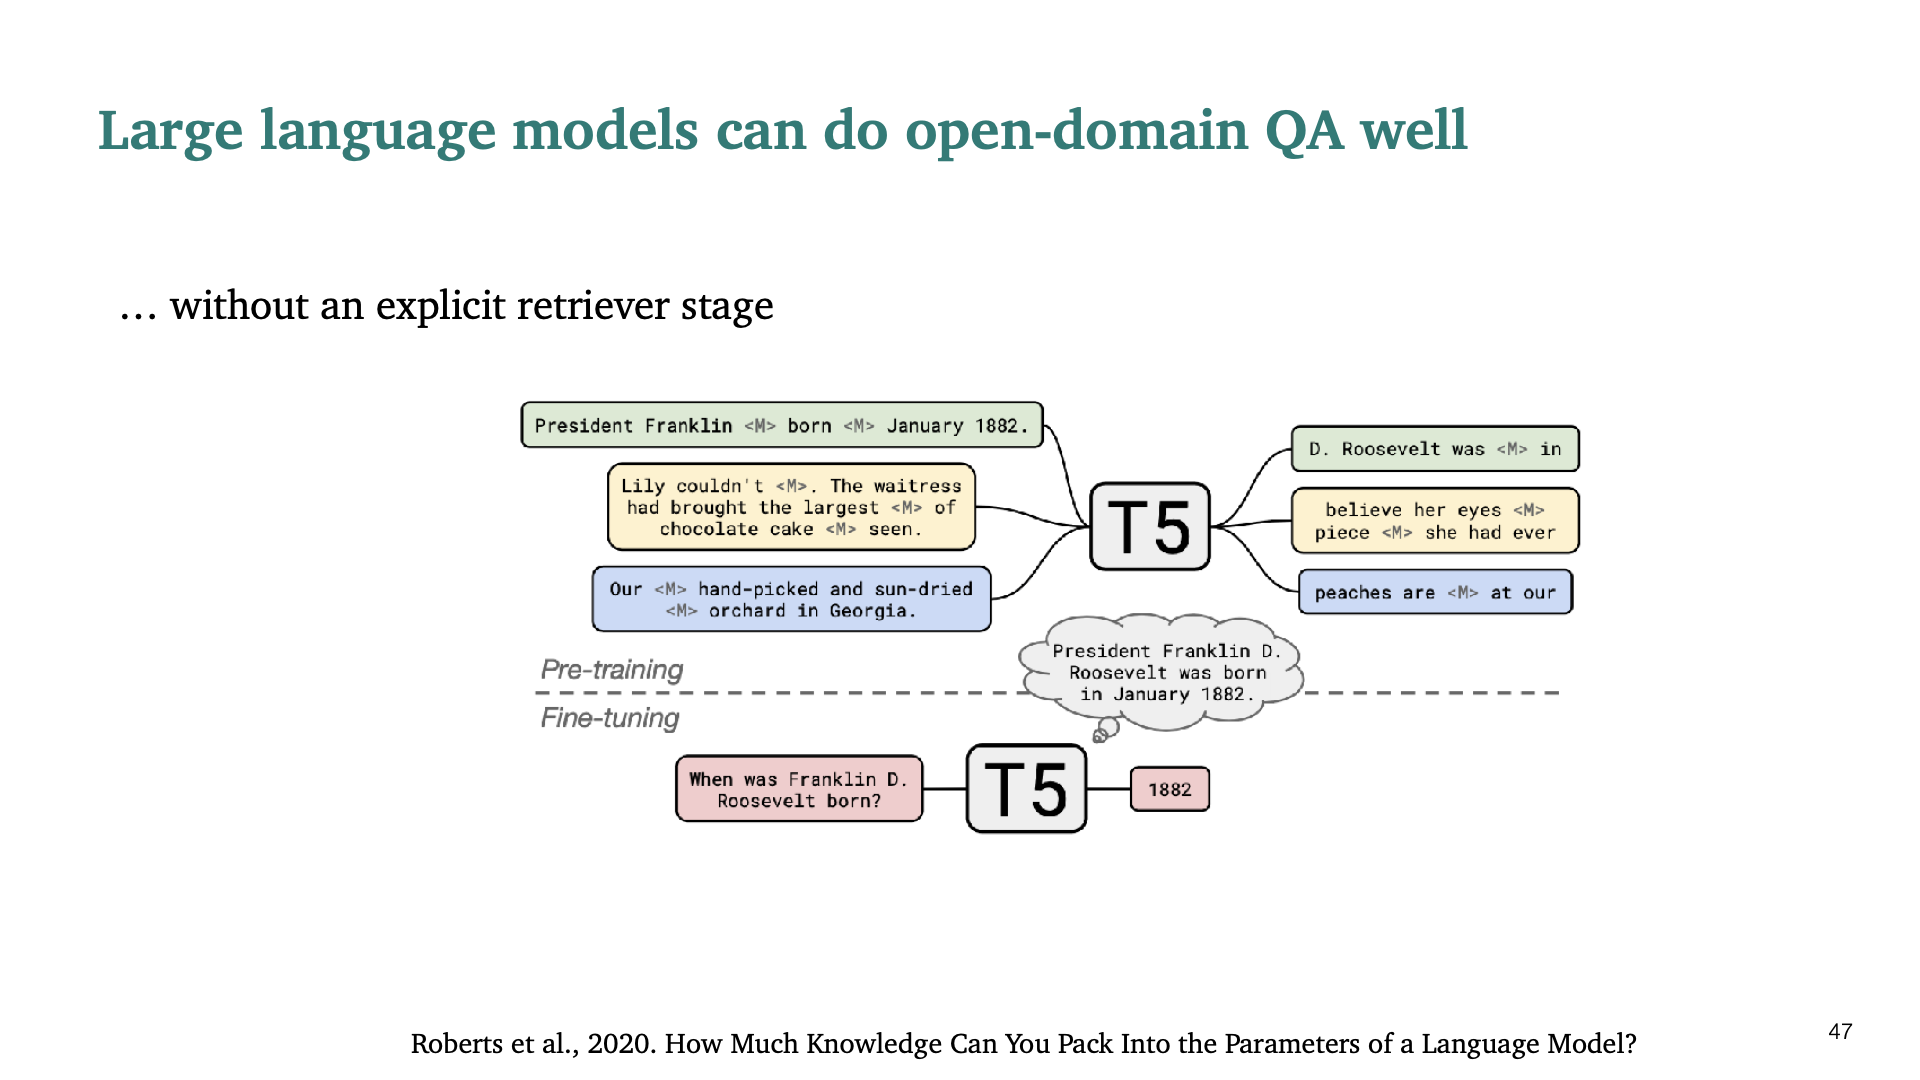 Large language models can do open-domain QA well
… without an explicit retriever stage
President Franklin <M> born <M> January 1882.
Lily couldn't <M>. The waitress
had brought the largest <M> of
chocolate cake <M> seen.
Our <M> hand-picked and sun-dried
<M> orchard in Georgia.
T5
D. Roosevelt was <M> in
believe her eyes <M>
piece <M> she had ever
peaches are <M> at our
Pre-training
President Franklin D.
Roosevelt was born
in January 1882.
Fine-tuning
When was Franklin D.
Roosevelt born?
T5
1882
Roberts et al., 2020. How Much Knowledge Can You Pack Into the Parameters of a Language Model?
47